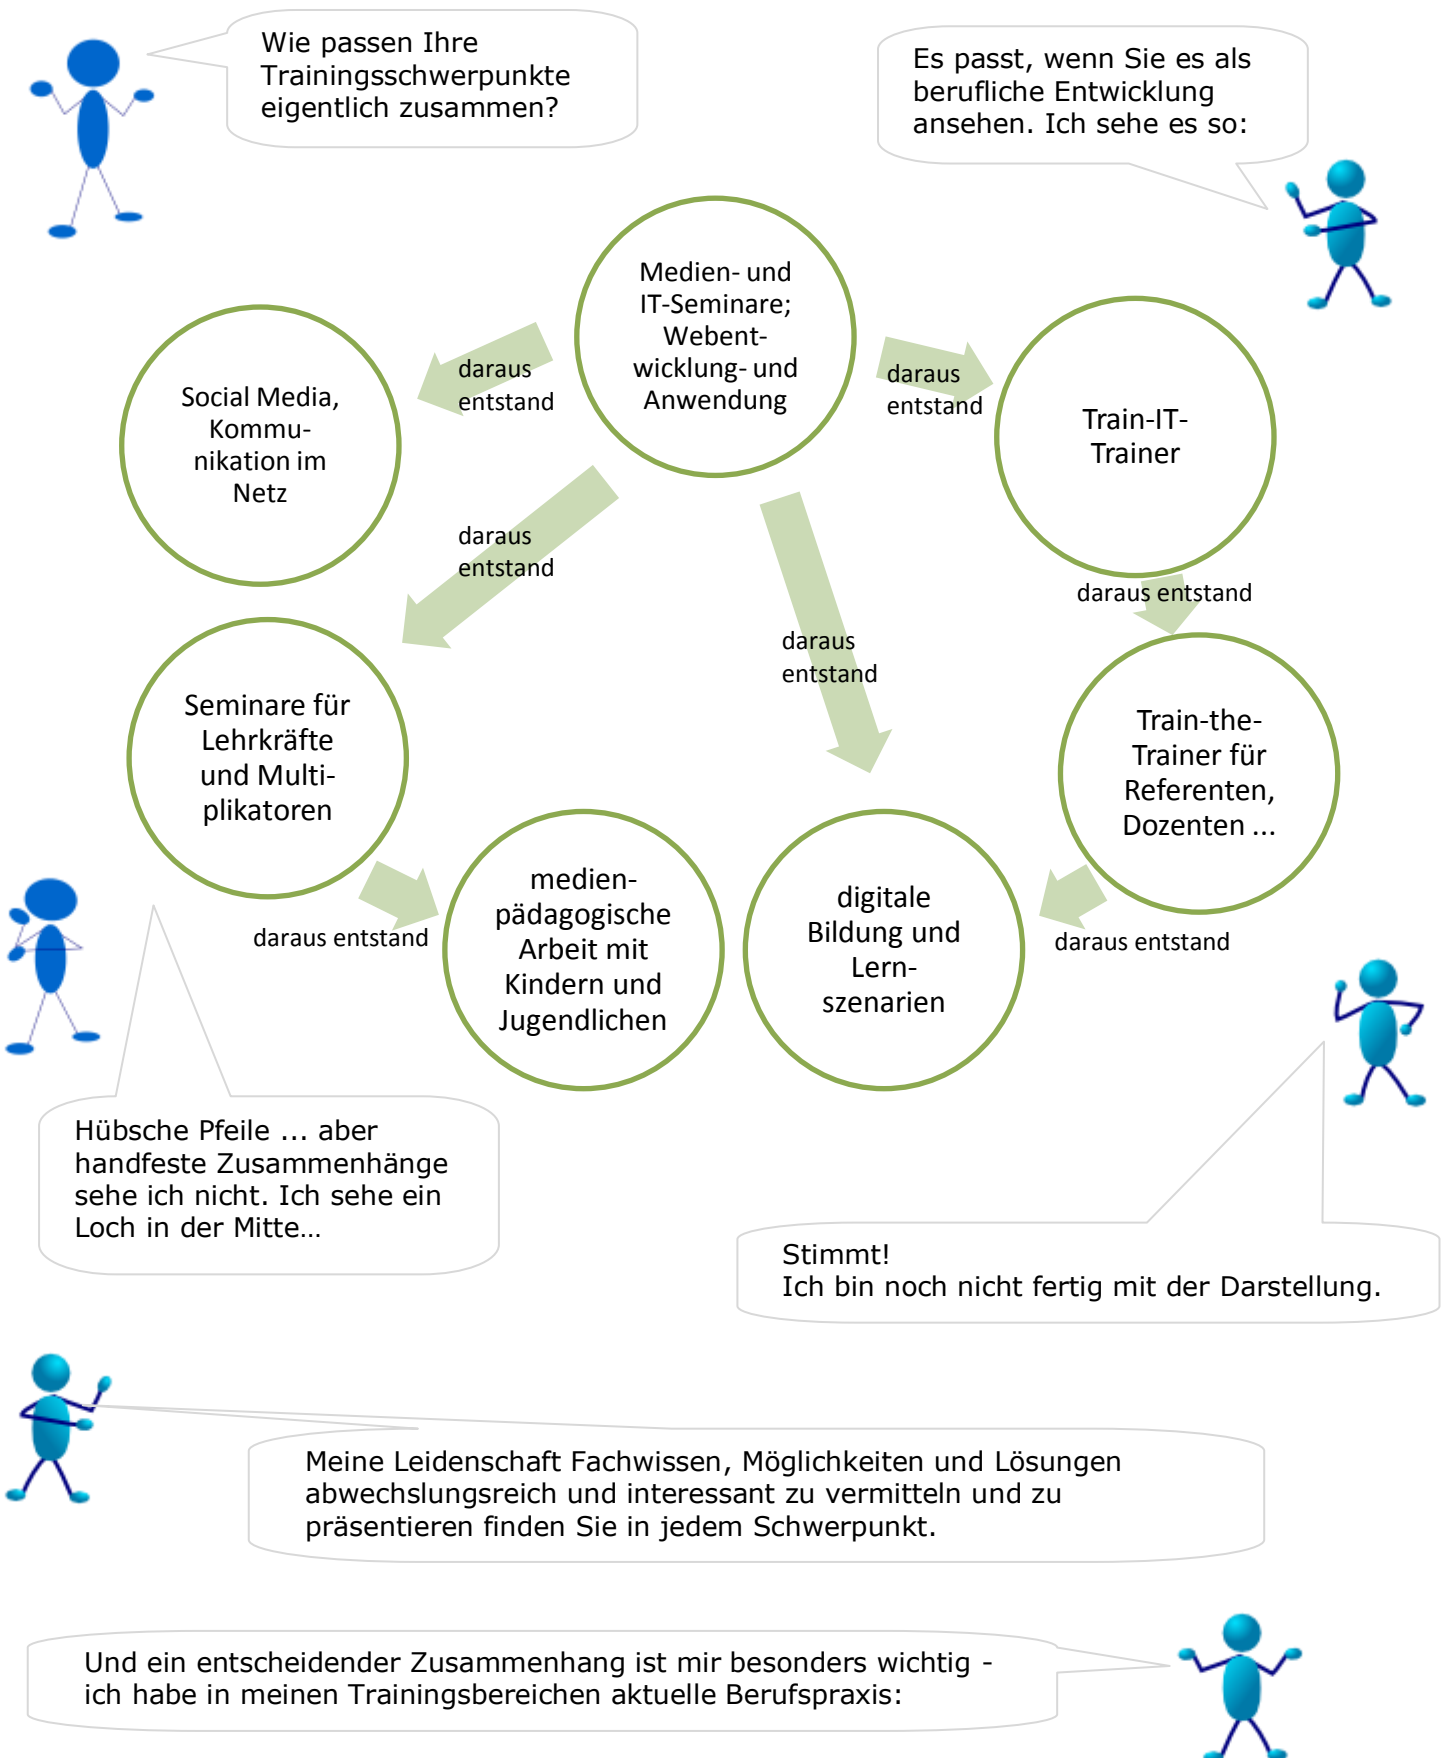 Wie passen Ihre
Trainingsschwerpunkte
eigentlich zusammen?
Es passt, wenn Sie es als
berufliche Entwicklung
ansehen. Ich sehe es so:
Medien- und
IT-Seminare;
Webent-
wicklung- und
Anwendung
daraus
entstand
daraus
entstand
Social Media,
Kommu-
nikation im
Netz
Train-IT-
Trainer
daraus
entstand
daraus
entstand
daraus entstand
Seminare für
Lehrkräfte
und Multi-
plikatoren
Train-the-
Trainer für
Referenten,
Dozenten ...
medien-
pädagogische
Arbeit mit
Kindern und
Jugendlichen
digitale
Bildung und
Lern-
szenarien
daraus entstand
daraus entstand
Hübsche Pfeile ... aber
handfeste Zusammenhänge
sehe ich nicht. Ich sehe ein
Loch in der Mitte…
Stimmt!
Ich bin noch nicht fertig mit der Darstellung.
Meine Leidenschaft Fachwissen, Möglichkeiten und Lösungen
abwechslungsreich und interessant zu vermitteln und zu
präsentieren finden Sie in jedem Schwerpunkt.
Und ein entscheidender Zusammenhang ist mir besonders wichtig -
ich habe in meinen Trainingsbereichen aktuelle Berufspraxis: